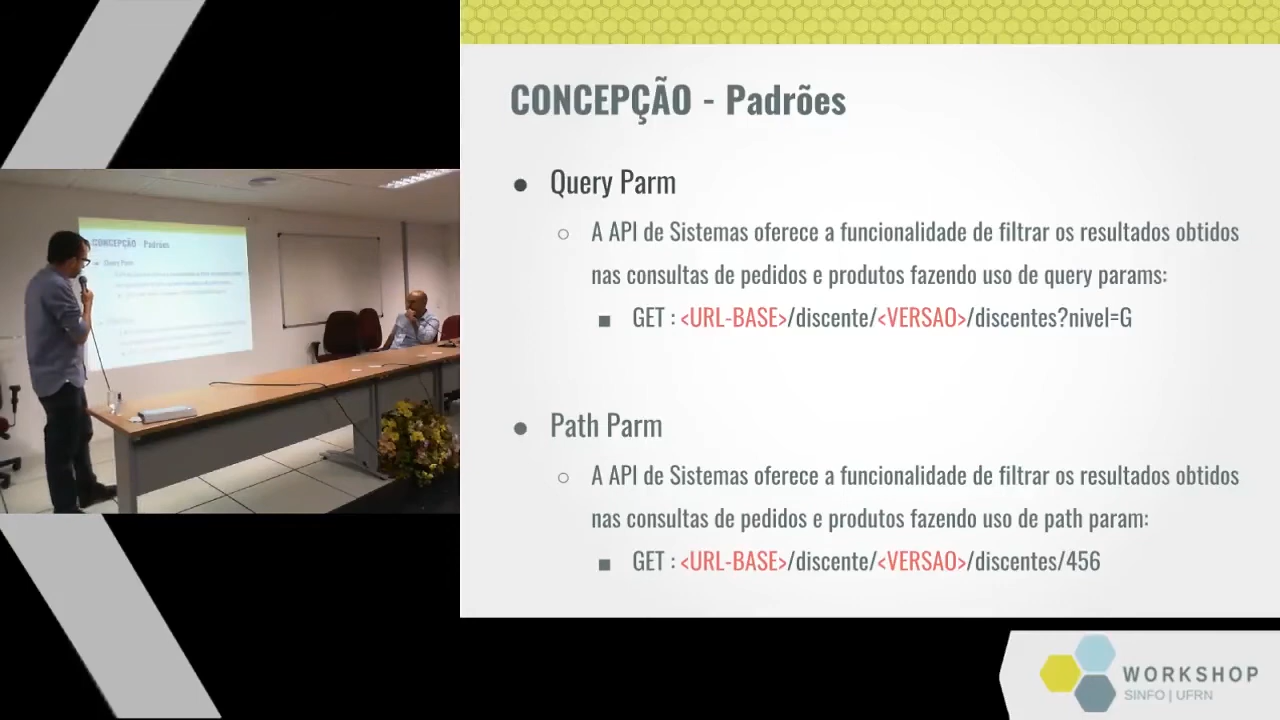 CONCEPÇÃO - Padrões
● Query Parm
○ A API de Sistemas oferece a funcionalidade de filtrar os resultados obtidos
nas consultas de pedidos e produtos fazendo uso de query params:
■ GET : <URL-BASE>/discente/<VERSAO>/discentes?nivel=G
● Path Parm
○ A API de Sistemas oferece a funcionalidade de filtrar os resultados obtidos
nas consultas de pedidos e produtos fazendo uso de path param:
■ GET : <URL-BASE>/discente/<VERSAO>/discentes/456
CONCEPÇÃO - Padrões
WORKSHOP
SINFO | UFRN